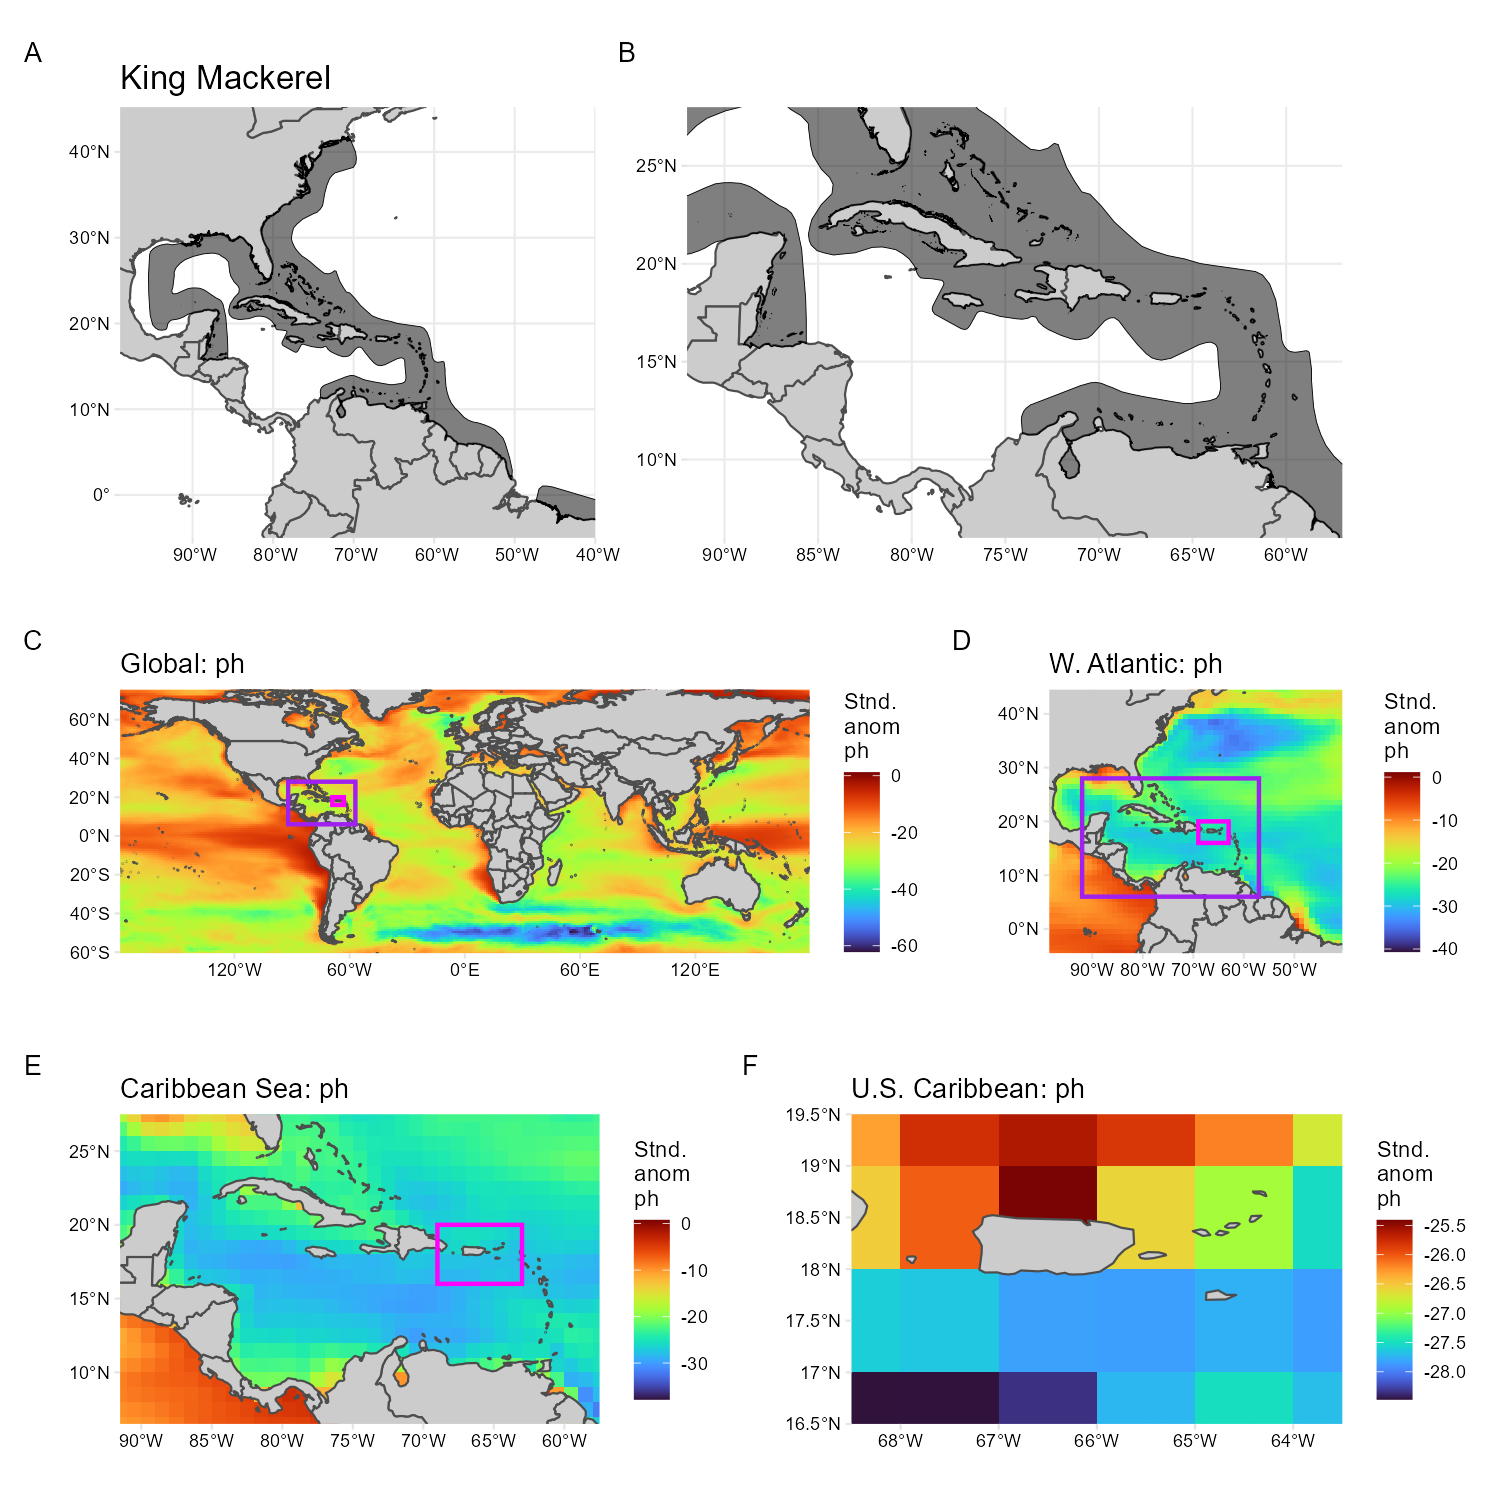 A
B
King Mackerel
40°N
30°N
20°N
10°N
0°
90°W 80°W 70°W 60°W 50°W 40°W
25°N
20°N
15°N
10°N
90°W 85°W 80°W 75°W 70°W 65°W 60°W
C
D
Global: ph
60°N
40°N
20°N
0°N
20°S
40°S
60°S
120°W 60°W 0°E 60°E 120°E
Stnd.
anom
ph
0
-20
-40
-60
W. Atlantic: ph
40°N
30°N
20°N
10°N
0°N
90°W 80°W 70°W 60°W 50°W
Stnd.
anom
ph
0
-10
-20
-30
-40
E
F
Caribbean Sea: ph
25°N
20°N
15°N
10°N
90°W 85°W 80°W 75°W 70°W 65°W 60°W
Stnd.
anom
ph
0
-10
-20
-30
U.S. Caribbean: ph
19.5°N
19°N
18.5°N
18°N
17.5°N
17°N
16.5°N
68°W 67°W 66°W 65°W 64°W
Stnd.
anom
ph
-25.5
-26.0
-26.5
-27.0
-27.5
-28.0